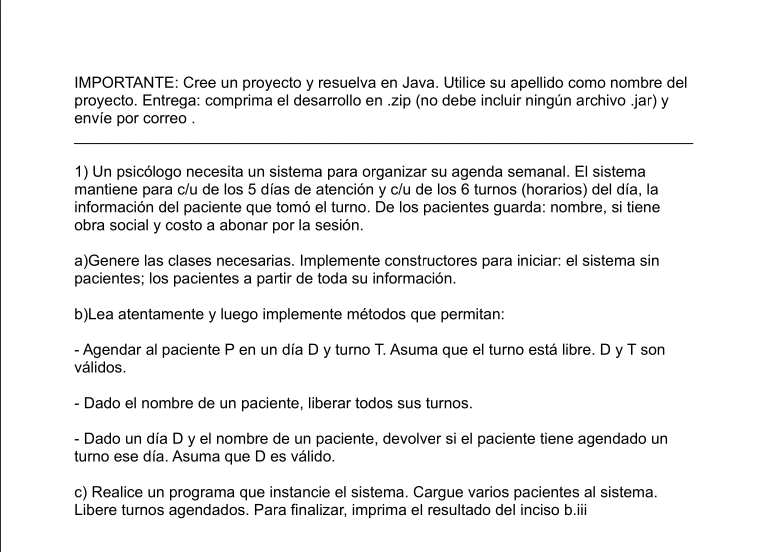 IMPORTANTE: Cree un proyecto y resuelva en Java. Utilice su apellido como nombre del
proyecto. Entrega: comprima el desarrollo en .zip (no debe incluir ningún archivo .jar) y
envíe por correo .
1) Un psicólogo necesita un sistema para organizar su agenda semanal. El sistema
mantiene para c/u de los 5 días de atención y c/u de los 6 turnos (horarios) del día, la
información del paciente que tomó el turno. De los pacientes guarda: nombre, si tiene
obra social y costo a abonar por la sesión.
a)Genere las clases necesarias. Implemente constructores para iniciar: el sistema sin
pacientes; los pacientes a partir de toda su información.
b)Lea atentamente y luego implemente métodos que permitan:
- Agendar al paciente P en un día D y turno T. Asuma que el turno está libre. D y T son
válidos.
- Dado el nombre de un paciente, liberar todos sus turnos.
- Dado un día D y el nombre de un paciente, devolver si el paciente tiene agendado un
turno ese día. Asuma que D es válido.
c) Realice un programa que instancie el sistema. Cargue varios pacientes al sistema.
Libere turnos agendados. Para finalizar, imprima el resultado del inciso b.iii